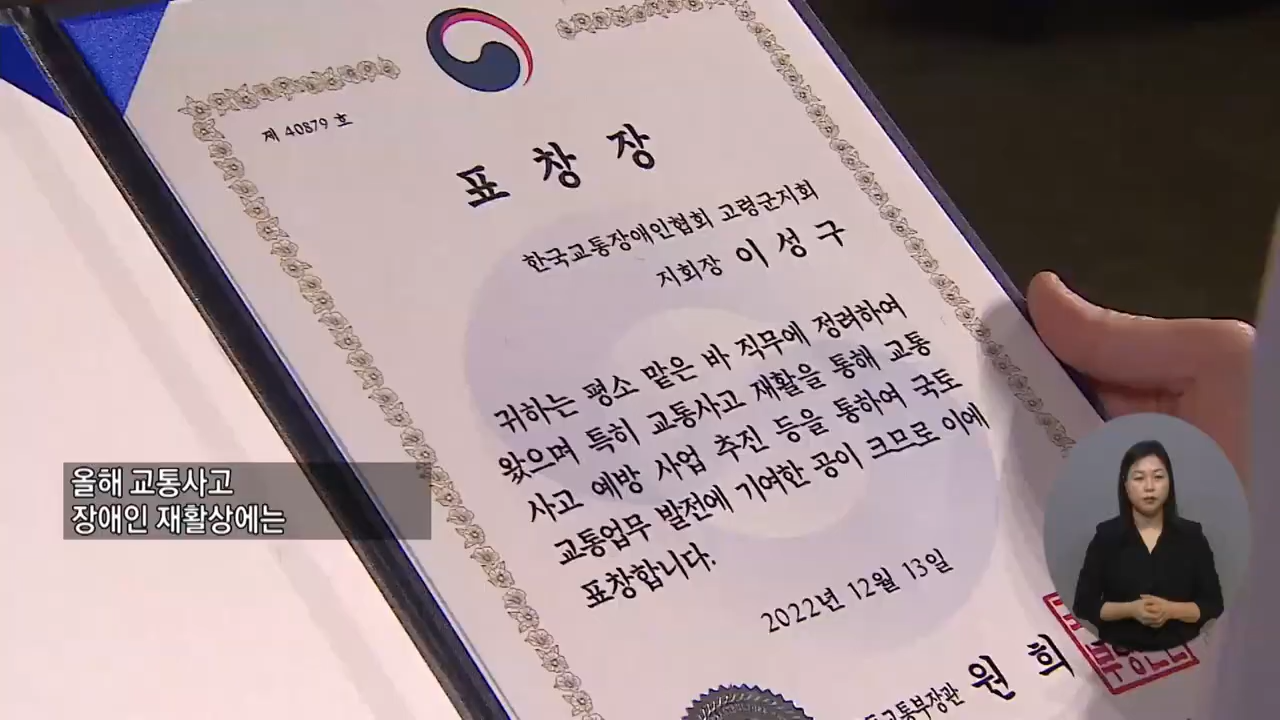 제 40879 호
표 창 장
한국교통장애인협회 고령군지회
지회장 이 성 구
귀하는 평소 맡은 바 직무에 정려하여
왔으며 특히 교통사고 재활을 통해 교통
사고 예방 사업 추진 등을 통하여 국토
교통업무 발전에 기여한 공이 크므로 이에
표창합니다.
2022년 12월 13일
교통부장관 원 희
올해 교통사고
장애인 재활상에는